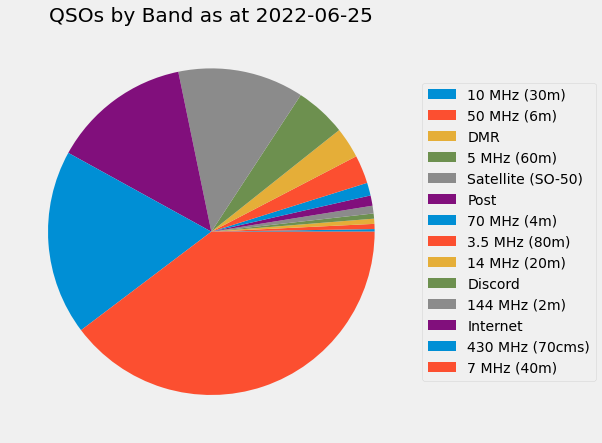 QSOs by Band as at 2022-06-25
10 MHz (30m)
50 MHz (6m)
DMR
5 MHz (60m)
Satellite (SO-50)
Post
70 MHz (4m)
3.5 MHz (80m)
14 MHz (20m)
Discord
144 MHz (2m)
Internet
430 MHz (70cms)
7 MHz (40m)